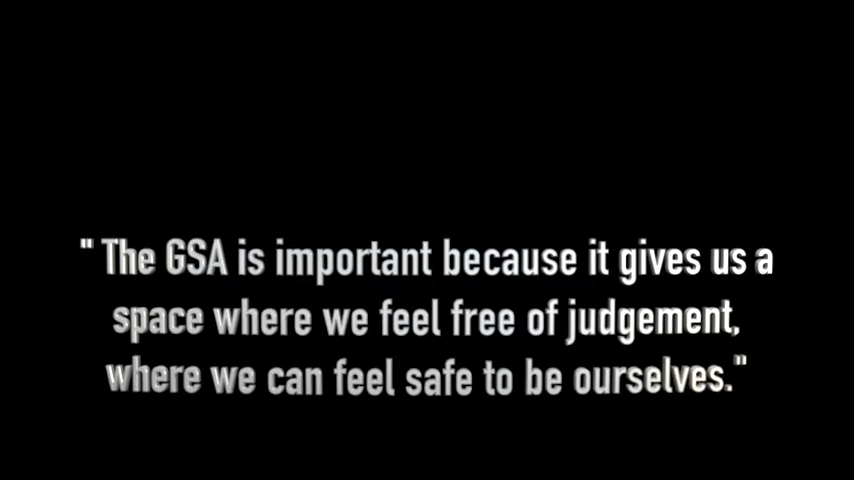 " The GSA is important because it gives us a
space where we feel free of judgement,
where we can feel safe to be ourselves."